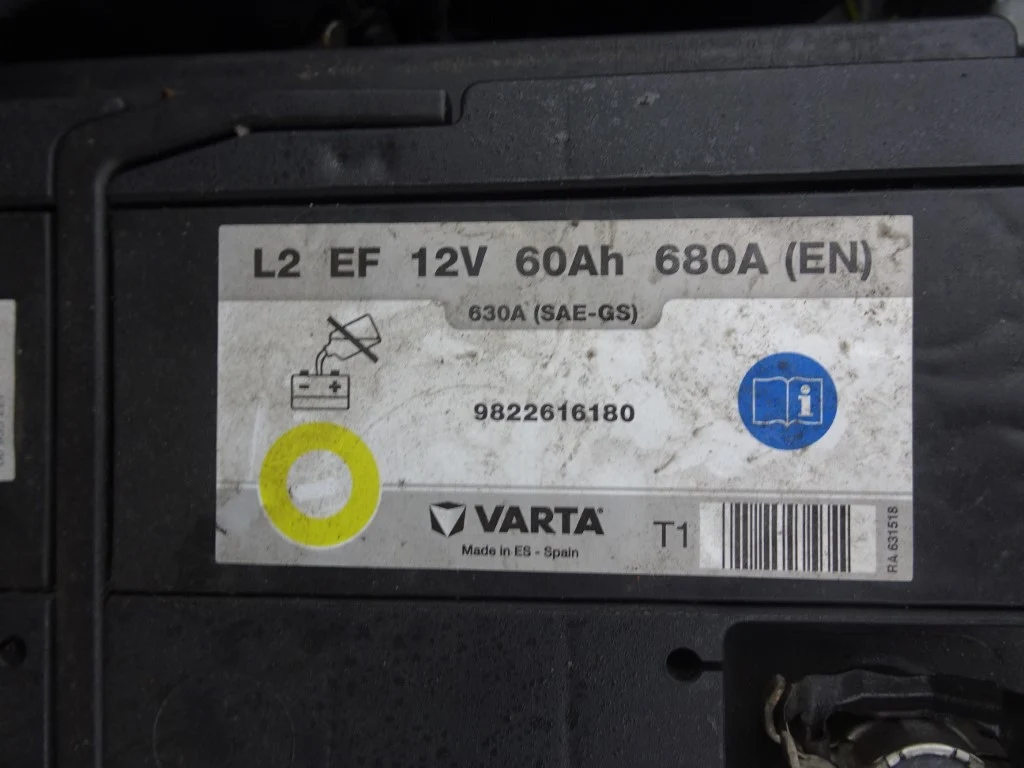 L2 EF 12V 60Ah 680A (EN)
630A (SAE-GS)
9822616180
VARTA
Made in ES - Spain
T1
RA 631518